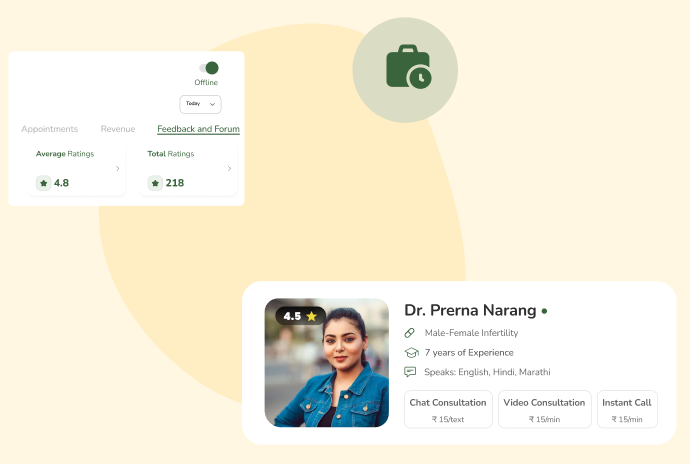 Offline
Today
Appointments Revenue Feedback and Forum
Average Ratings
4.8
Total Ratings
218
4.5
Dr. Prerna Narang
Male-Female Infertility
7 years of Experience
Speaks: English, Hindi, Marathi
Chat Consultation
₹ 15/text
Video Consultation
₹ 15/min
Instant Call
₹ 15/min